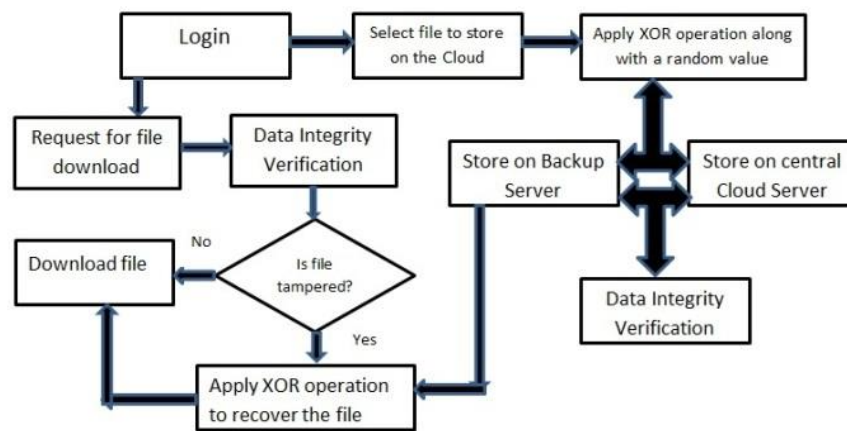 Login
Select file to store
on the Cloud
Apply XOR operation along
with a random value
Request for file
download
Data Integrity
Verification
Store on Backup
Server
Store on central
Cloud Server
No
Download file
Is file
tampered?
Data Integrity
Verification
Yes
Apply XOR operation
to recover the file